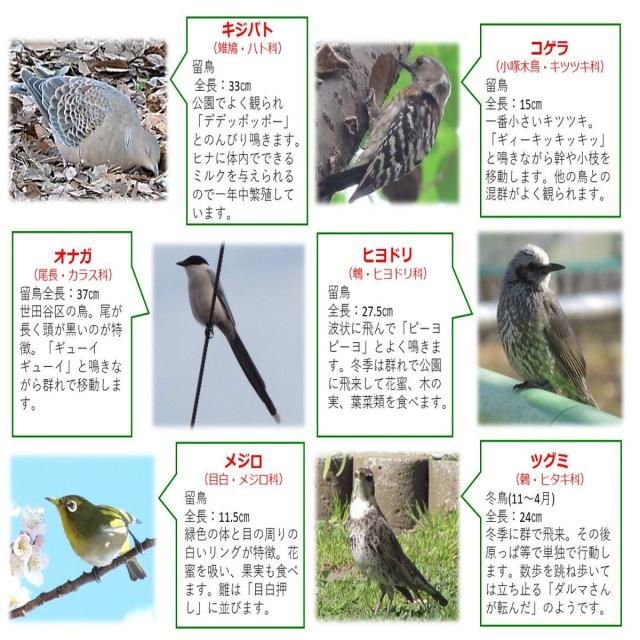 キジバト
（雉鳩・ハト科）
留鳥
全長：33㎝
公園でよく観られ
「デデッポッポー」
とのんびり鳴きます。
ヒナに体内でできる
ミルクを与えられる
ので一年中繁殖して
います。
コゲラ
（小啄木鳥・キツツキ科）
留鳥
全長：15㎝
一番小さいキツツキ。
「ギィーキッキッキッ」
と鳴きながら幹や小枝を
移動します。他の鳥との
混群がよく観られます。
オナガ
（尾長・カラス科）
留鳥全長：37㎝
世田谷区の鳥。尾が
長く頭が黒いのが特
徴。「ギューイ
ギューイ」と鳴きな
がら群れで移動しま
す。
ヒヨドリ
（鵯・ヒヨドリ科）
留鳥
全長：27.5㎝
波状に飛んで「ピーヨ
ピーヨ」とよく鳴きま
す。冬季は群れで公園
に飛来して花蜜、木の
実、葉菜類を食べます。
メジロ
（目白・メジロ科）
留鳥
全長：11.5㎝
緑色の体と目の周りの
白いリングが特徴。花
蜜を吸い、果実も食べ
ます。雛は「目白押
し」に並びます。
ツグミ
（鶫・ヒタキ科）
冬鳥(11～4月)
全長：24㎝
冬季に群で飛来。その後
原っぱ等で単独で行動し
ます。数歩を跳ね歩いて
は立ち止る「ダルマさん
が転んだ」のようです。